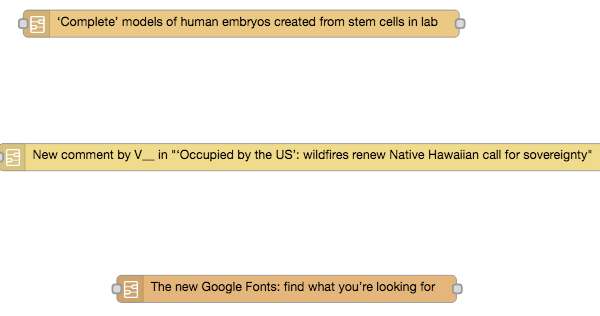 ‘Complete’ models of human embryos created from stem cells in lab
New comment by V__ in "‘Occupied by the US’: wildfires renew Native Hawaiian call for sovereignty"
The new Google Fonts: find what you’re looking for